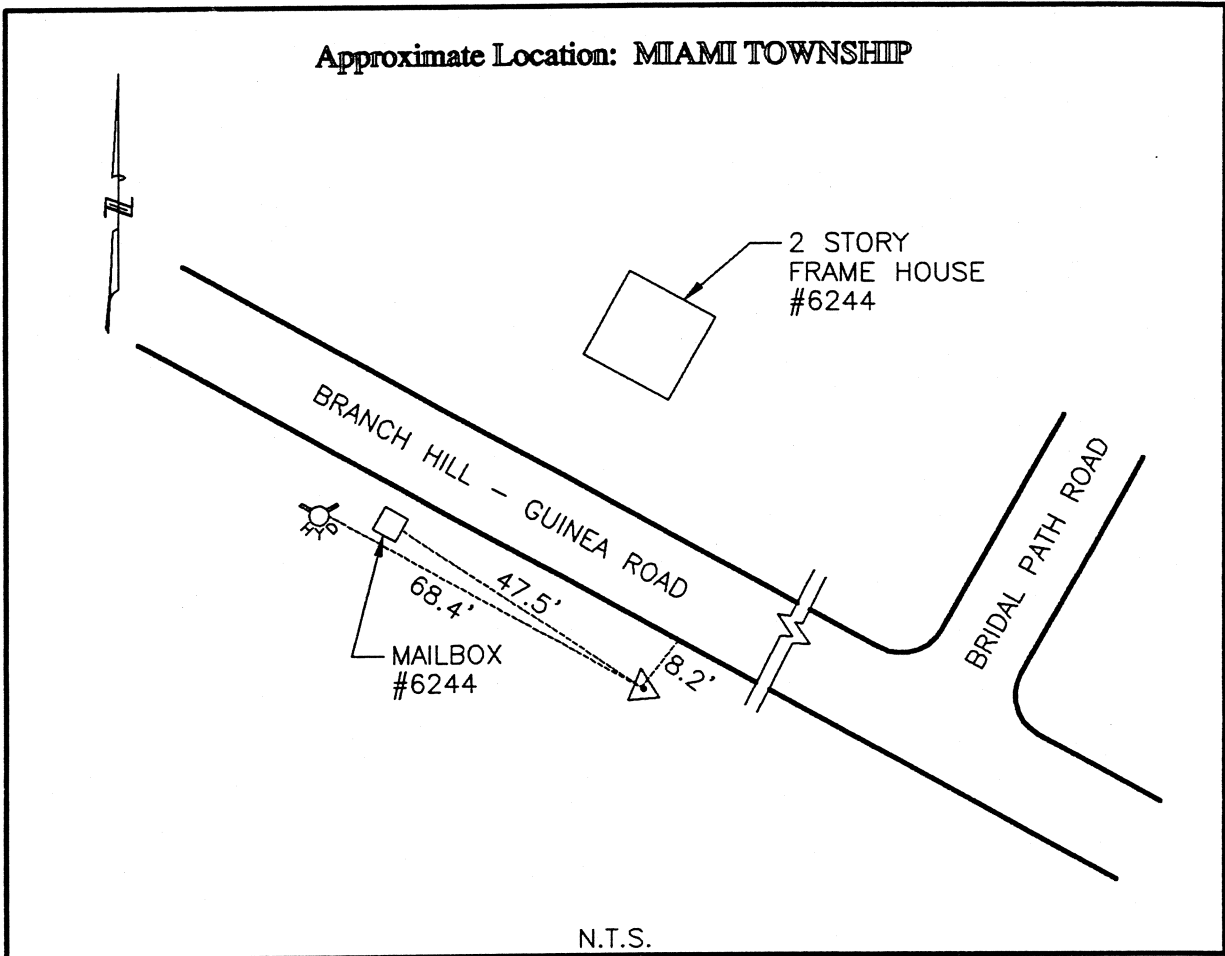 Approximate Location: MIAMI TOWNSHIP
N
2 STORY
FRAME HOUSE
#6244
BRANCH HILL - GUINEA ROAD
BRIDAL PATH ROAD
HYD
47.5'
68.4'
MAILBOX
#6244
8.2'
N.T.S.